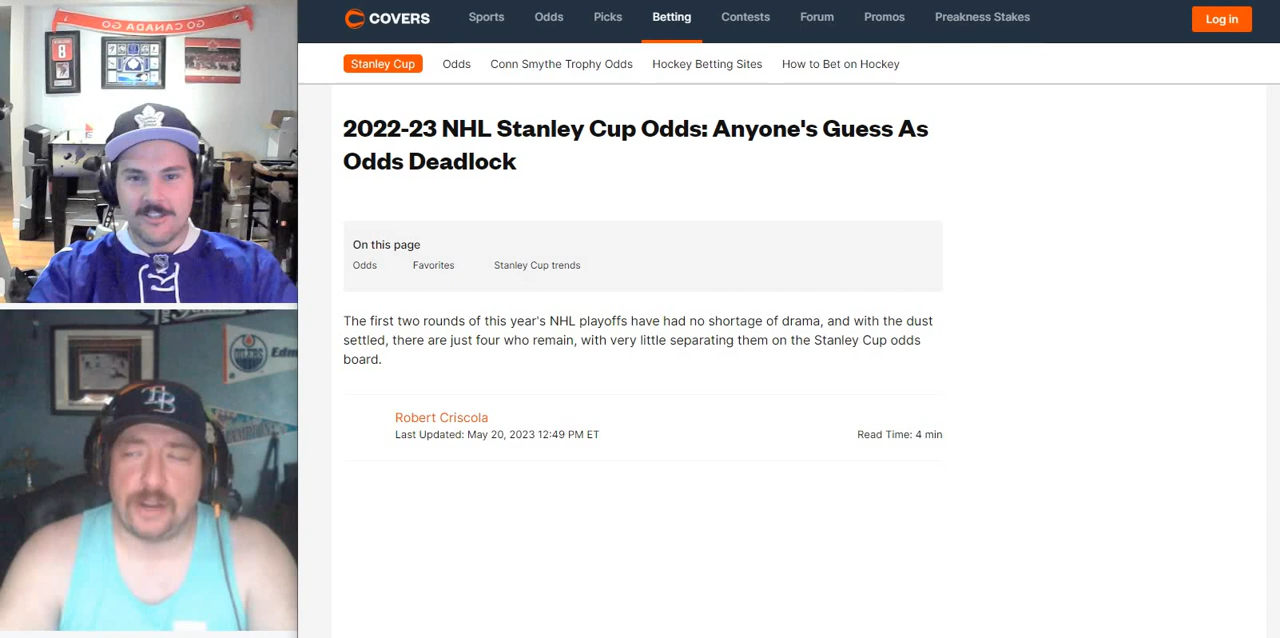 GO CANADA
8
TB
OILERS
Edm
COVERS
Sports
Odds
Picks
Betting
Contests
Forum
Promos
Preakness Stakes
Log in
Stanley Cup
Odds
Conn Smythe Trophy Odds
Hockey Betting Sites
How to Bet on Hockey
2022-23 NHL Stanley Cup Odds: Anyone's Guess As
Odds Deadlock
On this page
Odds
Favorites
Stanley Cup trends
The first two rounds of this year's NHL playoffs have had no shortage of drama, and with the dust
settled, there are just four who remain, with very little separating them on the Stanley Cup odds
board.
Robert Criscola
Last Updated: May 20, 2023 12:49 PM ET
Read Time: 4 min